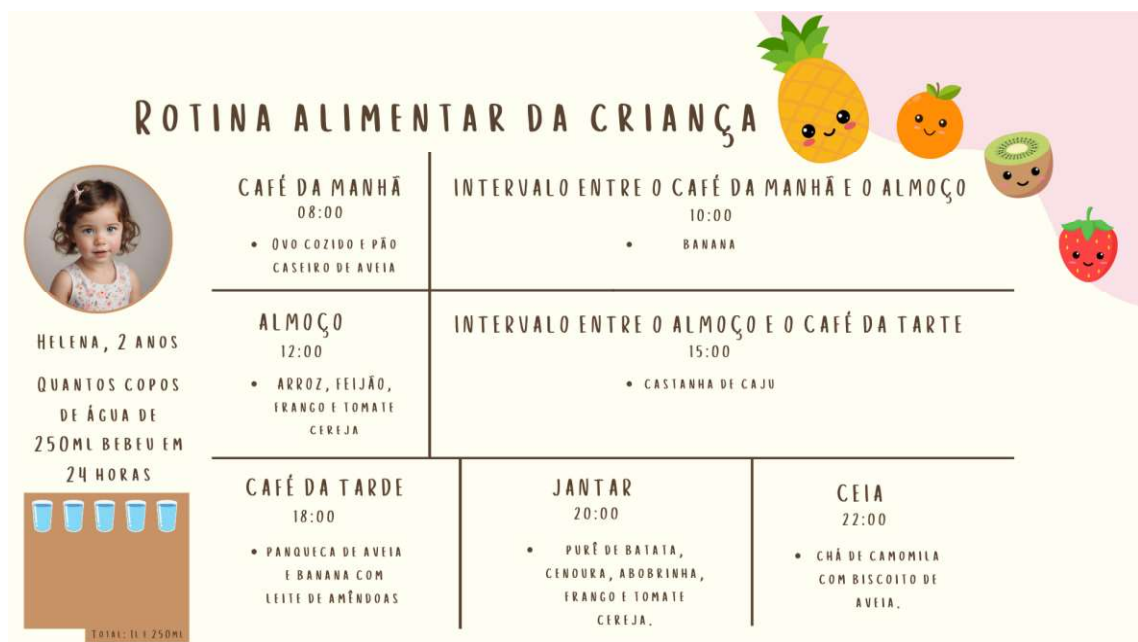 ROTINA ALIMENTAR DA CRIANÇA
HELENA, 2 ANOS
QUANTOS COPOS
DE ÁGUA DE
250ML BEBEU EM
24 HORAS
TOTAL: 1L E 250ML
CAFÉ DA MANHÃ
08:00
• OVO COZIDO E PÃO
CASEIRO DE AVEIA
INTERVALO ENTRE O CAFÉ DA MANHÃ E O ALMOÇO
10:00
• BANANA
ALMOÇO
12:00
• ARROZ, FEIJÃO,
FRANGO E TOMATE
CEREJA
INTERVALO ENTRE O ALMOÇO E O CAFÉ DA TARTE
15:00
• CASTANHA DE CAJU
CAFÉ DA TARDE
18:00
• PANQUECA DE AVEIA
E BANANA COM
LEITE DE AMÊNDOAS
JANTAR
20:00
• PURÊ DE BATATA,
CENOURA, ABOBRINHA,
FRANGO E TOMATE
CEREJA.
CEIA
22:00
• CHÁ DE CAMOMILA
COM BISCOITO DE
AVEIA.